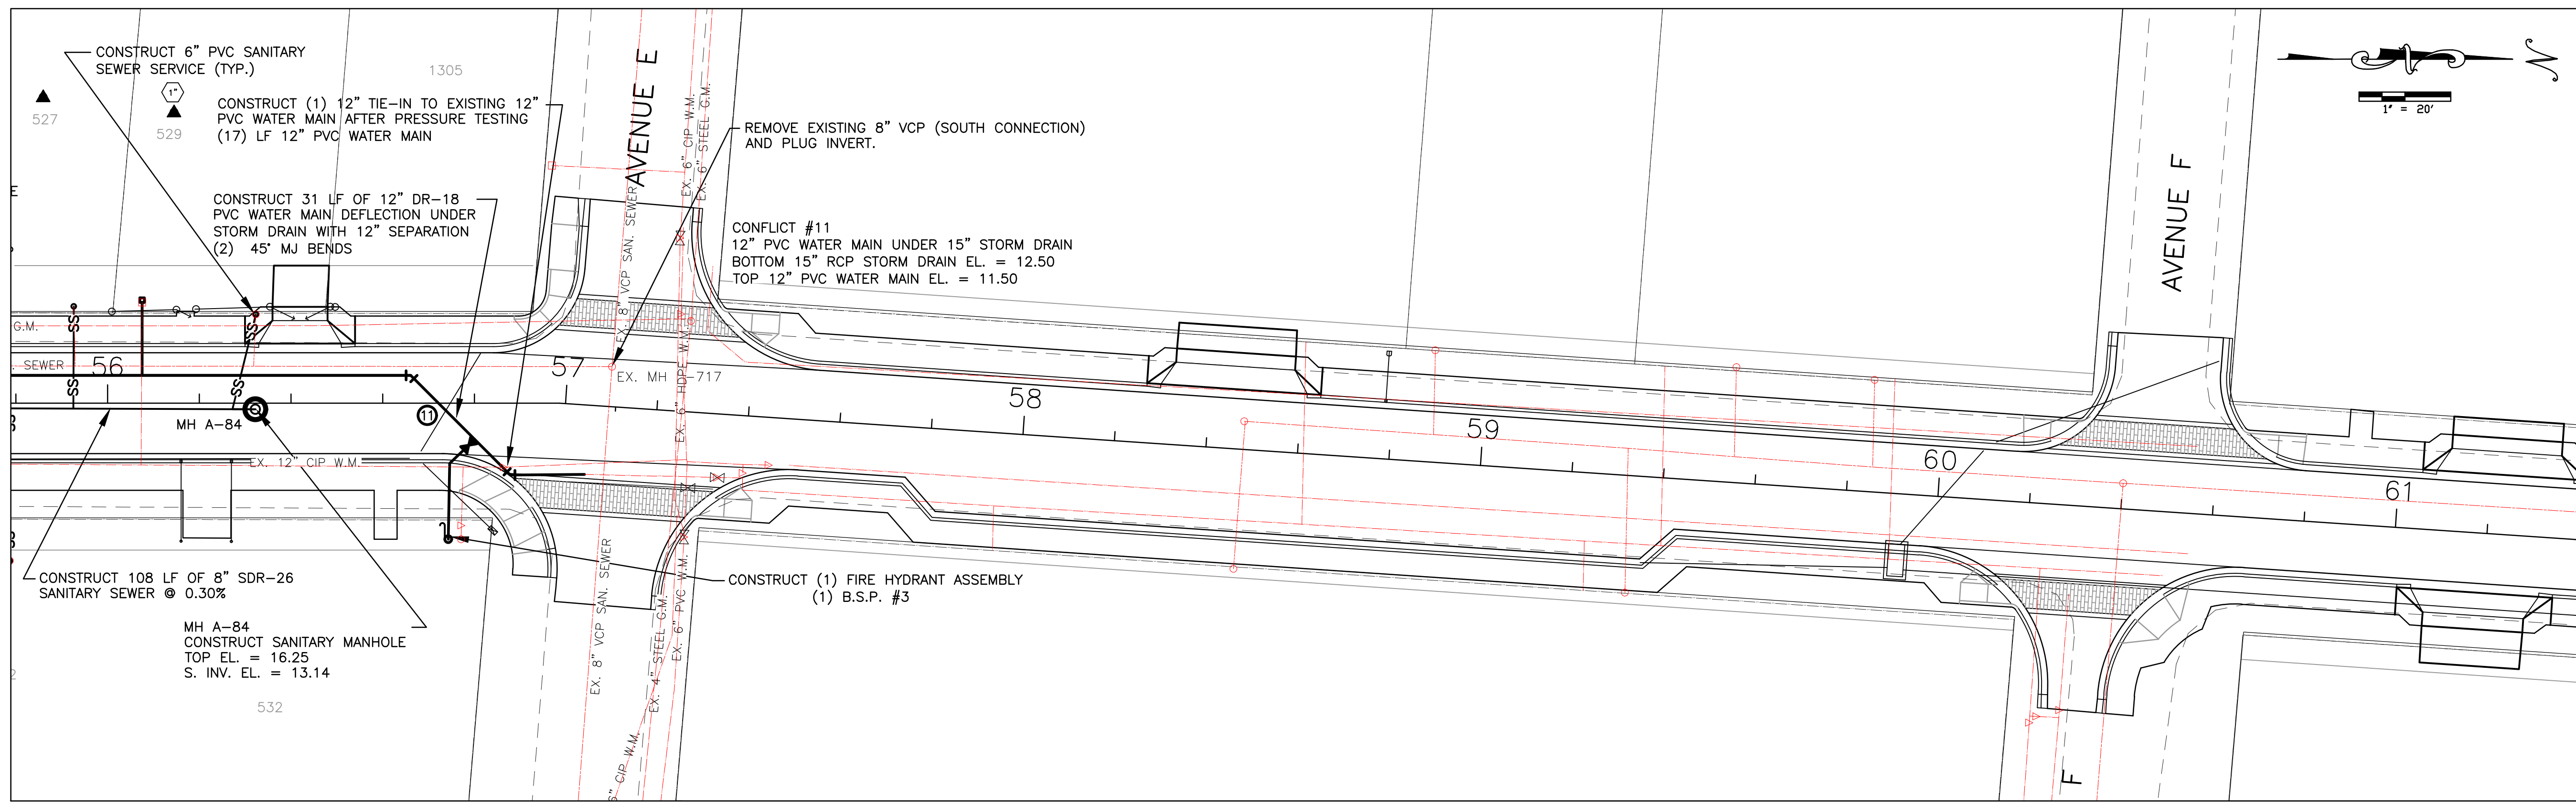 CONSTRUCT 6” PVC SANITARY
SEWER SERVICE (TYP.)
1305
1”
527
529
CONSTRUCT (1) 12” TIE–IN TO EXISTING 12”
PVC WATER MAIN AFTER PRESSURE TESTING
(17) LF 12” PVC WATER MAIN
CONSTRUCT 31 LF OF 12” DR–18
PVC WATER MAIN DEFLECTION UNDER
STORM DRAIN WITH 12” SEPARATION
(2) 45° MJ BENDS
AVENUE E
EX. 6” CIP W.M.
EX. 6” STEEL G.M.
EX. 8” VCP SAN. SEWER
EX. 6” HDPE W.M.
REMOVE EXISTING 8” VCP (SOUTH CONNECTION)
AND PLUG INVERT.
CONFLICT #11
12” PVC WATER MAIN UNDER 15” STORM DRAIN
BOTTOM 15” RCP STORM DRAIN EL. = 12.50
TOP 12” PVC WATER MAIN EL. = 11.50
AVENUE F
N
1" = 20'
E
G.M.
SS
SS
SEWER
56
SS
SS
57
EX. MH
–717
58
59
60
61
11
MH A–84
EX. 12” CIP W.M.
CONSTRUCT 108 LF OF 8” SDR–26
SANITARY SEWER @ 0.30%
MH A–84
CONSTRUCT SANITARY MANHOLE
TOP EL. = 16.25
S. INV. EL. = 13.14
532
2
CONSTRUCT (1) FIRE HYDRANT ASSEMBLY
(1) B.S.P. #3
EX. 8” VCP SAN. SEWER
EX. 4” STEEL G.M.
EX. 6” PVC W.M.
6” CIP W.M.
F